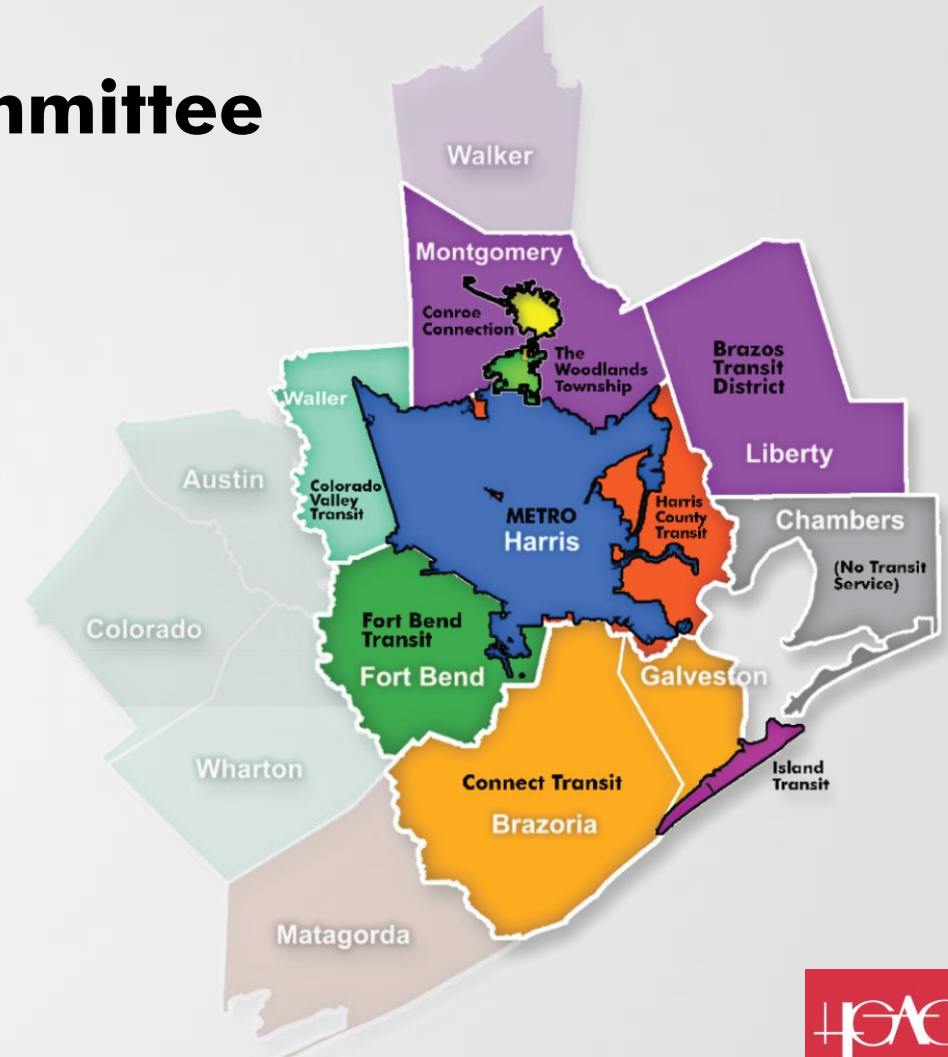 mmittee
Walker
Montgomery
Conroe
Connection
The
Woodlands
Township
Brazos
Transit
District
Waller
Liberty
Austin
Colorado
Valley
Transit
METRO
Harris
Harris
County
Transit
Chambers
(No Transit
Service)
Colorado
Fort Bend
Transit
Fort Bend
Galveston
Wharton
Connect Transit
Brazoria
Island
Transit
Matagorda
HGAC